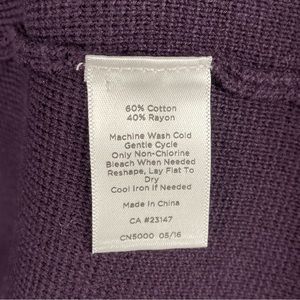 60% Cotton
40% Rayon
Machine Wash Cold
Gentle Cycle
Only Non-Chlorine
Bleach When Needed
Reshape, Lay Flat To
Dry
Cool Iron If Needed
Made In China
CA #23147
CN5000 05/16